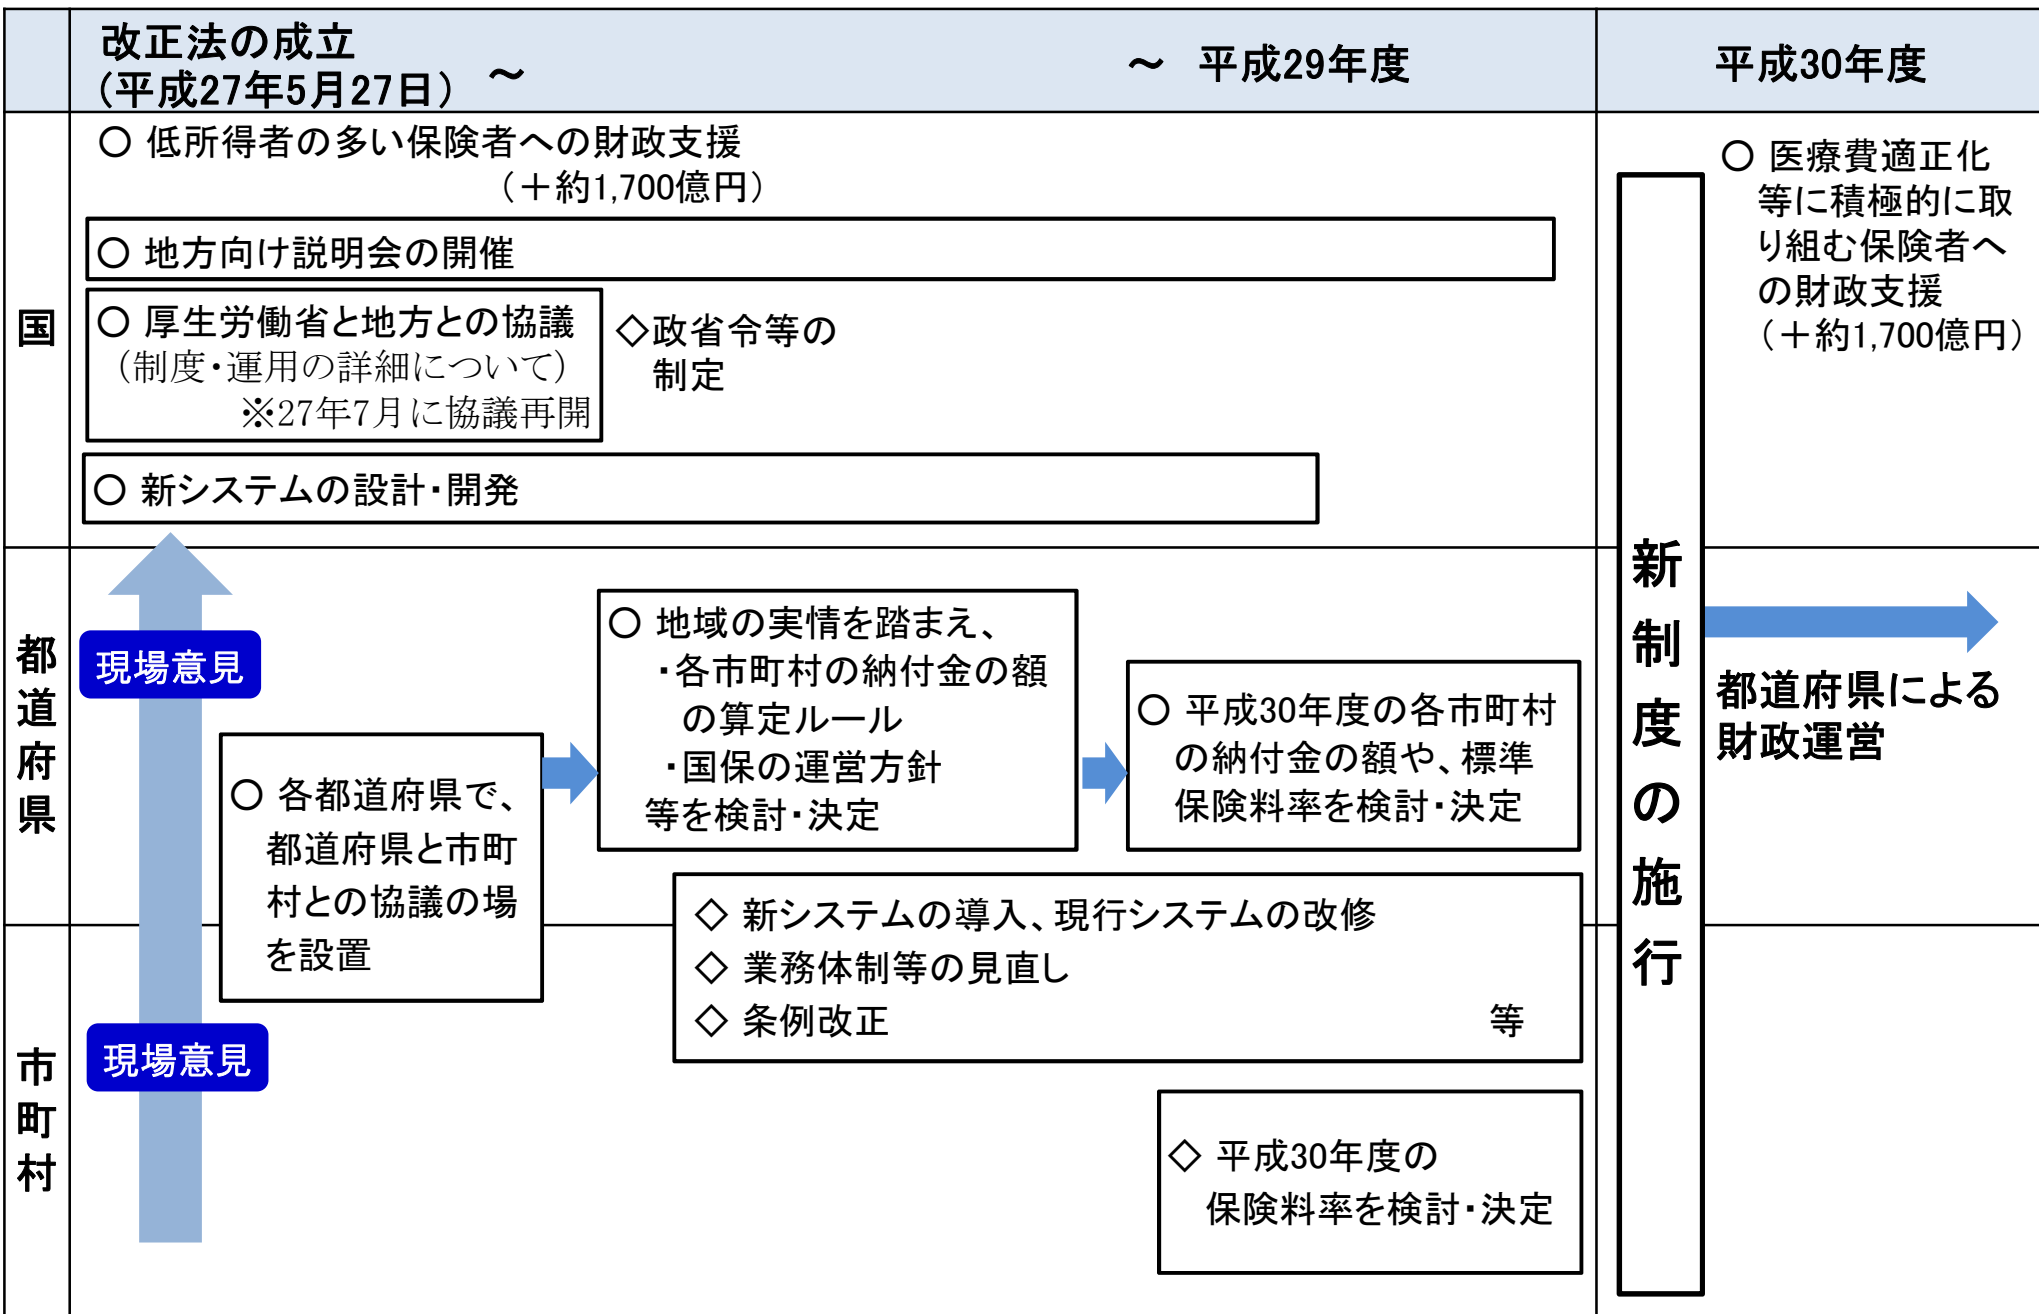 改正法の成立
(平成27年5月27日) ～
～ 平成29年度
平成30年度
国
○ 低所得者の多い保険者への財政支援
（＋約1,700億円）
○ 地方向け説明会の開催
○ 厚生労働省と地方との協議
（制度・運用の詳細について）
※27年7月に協議再開
◇政省令等の
制定
○ 新システムの設計・開発
○ 医療費適正化
等に積極的に取
り組む保険者へ
の財政支援
（＋約1,700億円）
新制度の施行
都道府県
現場意見
○ 各都道府県で、
都道府県と市町
村との協議の場
を設置
○ 地域の実情を踏まえ、
・各市町村の納付金の額
の算定ルール
・国保の運営方針
等を検討・決定
○ 平成30年度の各市町村
の納付金の額や、標準
保険料率を検討・決定
都道府県による
財政運営
◇ 新システムの導入、現行システムの改修
◇ 業務体制等の見直し
◇ 条例改正 等
市町村
現場意見
◇ 平成30年度の
保険料率を検討・決定